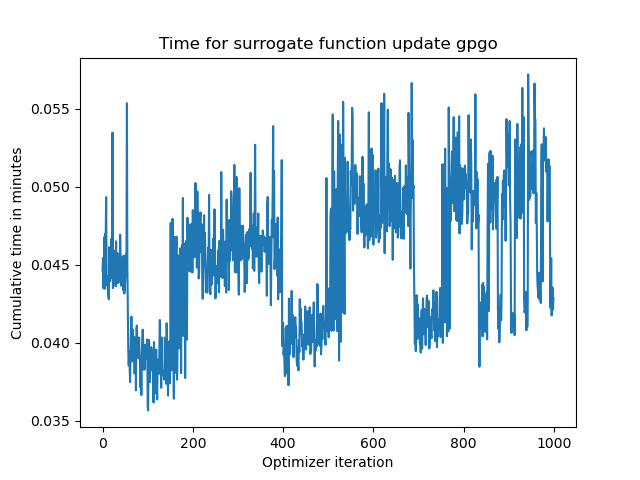 Time for surrogate function update gpgo
Cumulative time in minutes
0.055
0.050
0.045
0.040
0.035
0 200 400 600 800 1000
Optimizer iteration